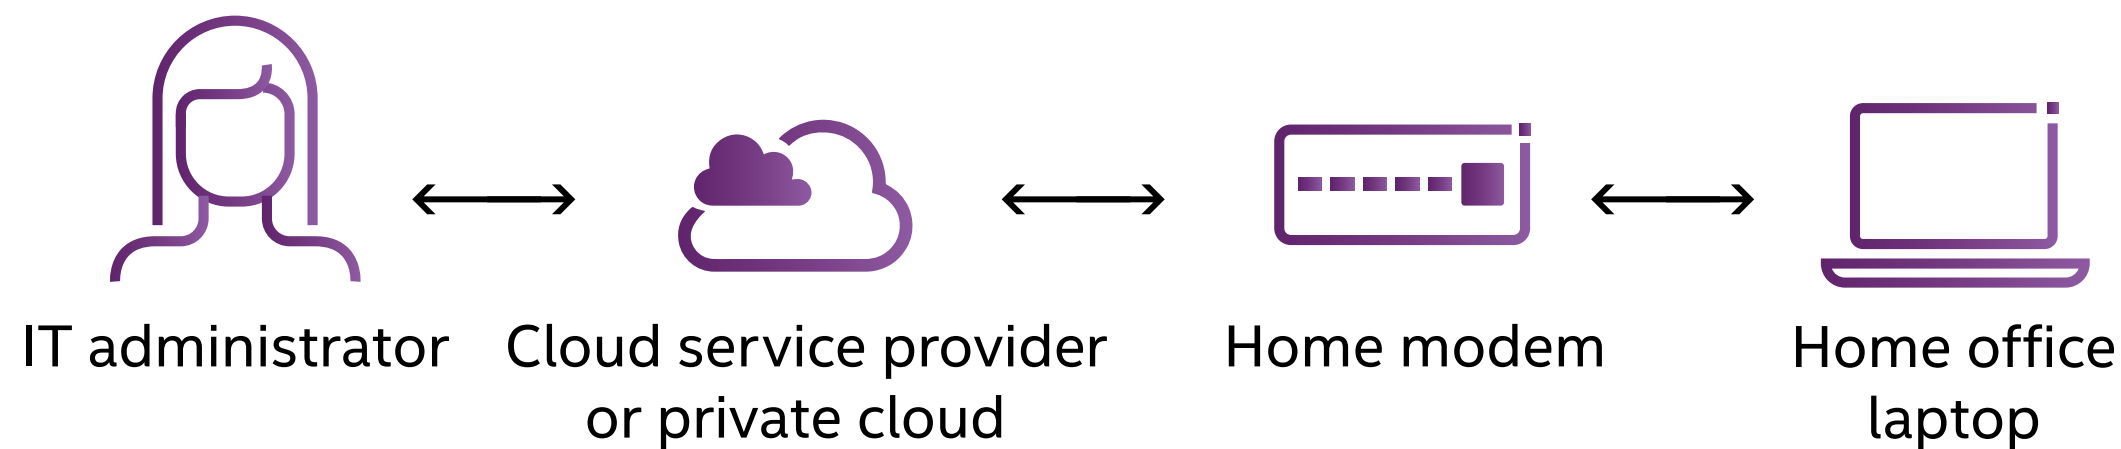 IT administrator
Cloud service provider
or private cloud
Home modem
Home office
laptop